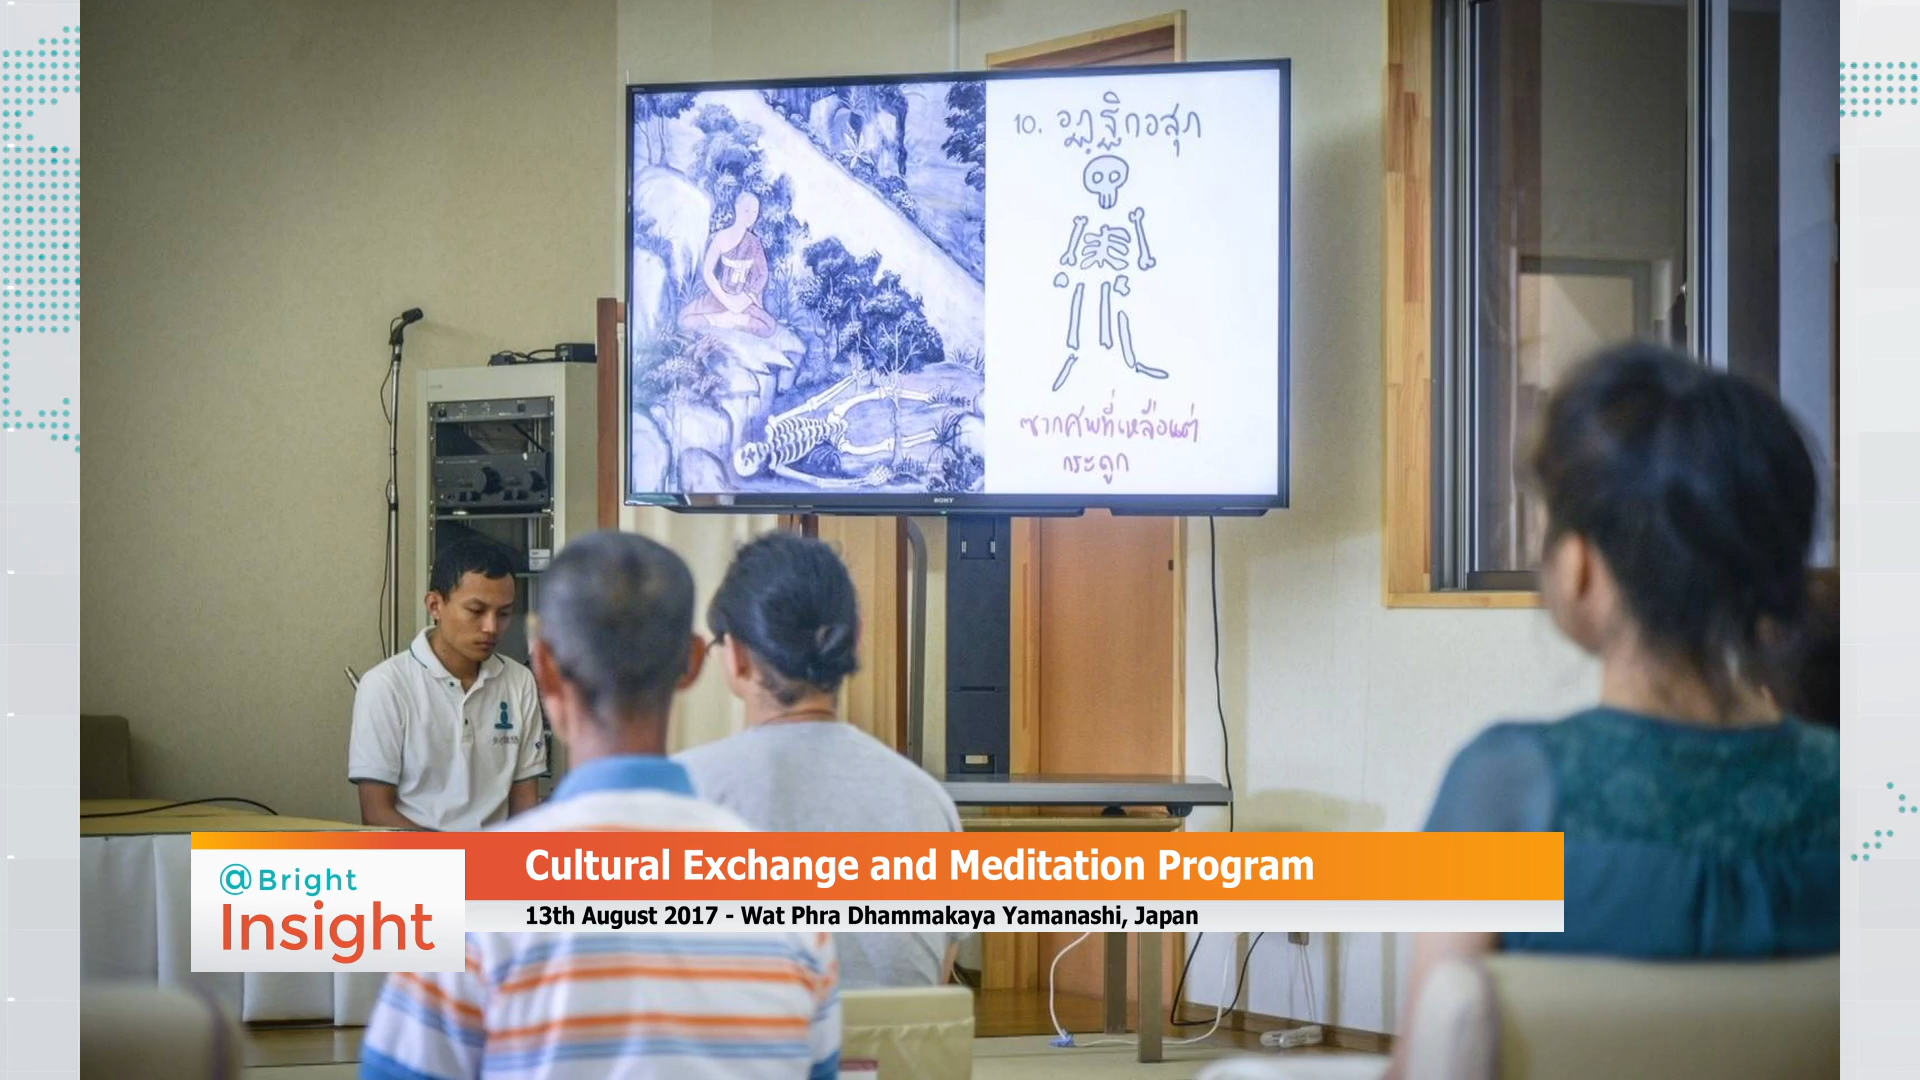 10. อฏฐิกอสุภ
ซากศพที่เหลือแต่
กระดูก
SONY
@Bright
Insight
Cultural Exchange and Meditation Program
13th August 2017 - Wat Phra Dhammakaya Yamanashi, Japan